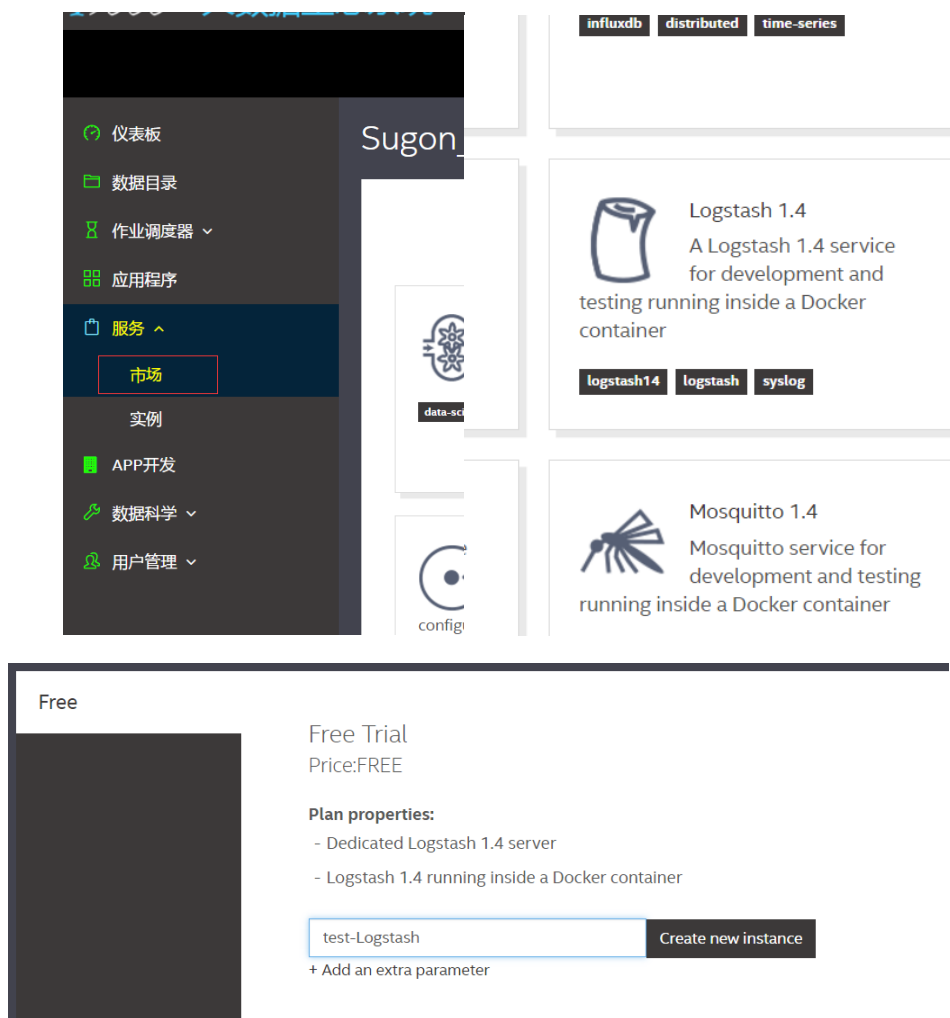 仪表板
数据目录
作业调度器
应用程序
服务
市场
实例
APP开发
数据科学
用户管理
Sugon_
data-sci
config
influxdb distributed time-series
Logstash 1.4
A Logstash 1.4 service
for development and
testing running inside a Docker
container
logstash14 logstash syslog
Mosquitto 1.4
Mosquitto service for
development and testing
running inside a Docker container
Free
Free Trial
Price:FREE
Plan properties:
- Dedicated Logstash 1.4 server
- Logstash 1.4 running inside a Docker container
test-Logstash Create new instance
+ Add an extra parameter